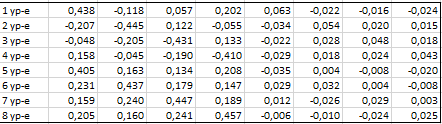 1 ур-е 0,438 -0,118 0,057 0,202 0,063 -0,022 -0,016 -0,024
2 ур-е -0,207 -0,445 0,122 -0,055 -0,034 0,054 0,020 0,015
3 ур-е -0,048 -0,205 -0,431 0,133 -0,022 0,028 0,048 0,018
4 ур-е 0,158 -0,045 -0,190 -0,410 -0,029 0,018 0,024 0,043
5 ур-е 0,405 0,163 0,134 0,208 -0,035 0,004 -0,008 -0,020
6 ур-е 0,231 0,437 0,179 0,147 0,029 0,032 0,004 -0,008
7 ур-е 0,159 0,240 0,447 0,189 0,012 -0,026 0,029 0,003
8 ур-е 0,205 0,160 0,241 0,457 -0,006 -0,010 -0,024 0,025